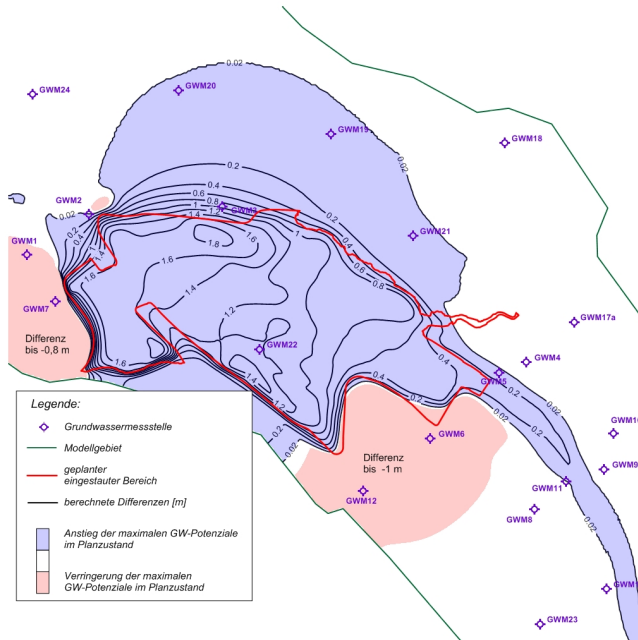 0.02
GWM24
GWM20
GWM19
GWM18
0.2
0.4
0.6
0.8
1
1.2
1.4
GWM2
0.02
GWM3
GWM1
GWM21
1.6
1.8
1.6
1.4
1.2
1
0.2
0.4
0.6
0.8
GWM7
GWM17a
Differenz
bis -0,8 m
GWM22
GWM4
GWM5
1.6
1.4
1.2
0.4
0.2
0.4
0.2
0.02
GWM6
Differenz
bis -1 m
GWM12
0.2
GWM9
GWM11
GWM8
0.02
GWM23
Legende:
Grundwassermessstelle
Modellgebiet
geplanter
eingestauter Bereich
berechnete Differenzen [m]
Anstieg der maximalen GW-Potenziale
im Planzustand
Verringerung der maximalen
GW-Potenziale im Planzustand